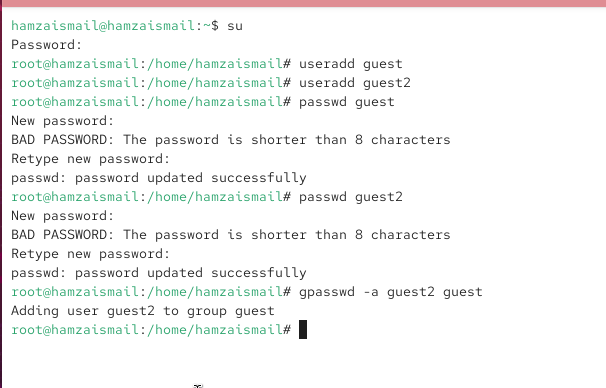 hamzaismail@hamzaismail:~$ su
Password:
root@hamzaismail:/home/hamzaismail# useradd guest
root@hamzaismail:/home/hamzaismail# useradd guest2
root@hamzaismail:/home/hamzaismail# passwd guest
New password:
BAD PASSWORD: The password is shorter than 8 characters
Retype new password:
passwd: password updated successfully
root@hamzaismail:/home/hamzaismail# passwd guest2
New password:
BAD PASSWORD: The password is shorter than 8 characters
Retype new password:
passwd: password updated successfully
root@hamzaismail:/home/hamzaismail# gpasswd -a guest2 guest
Adding user guest2 to group guest
root@hamzaismail:/home/hamzaismail#